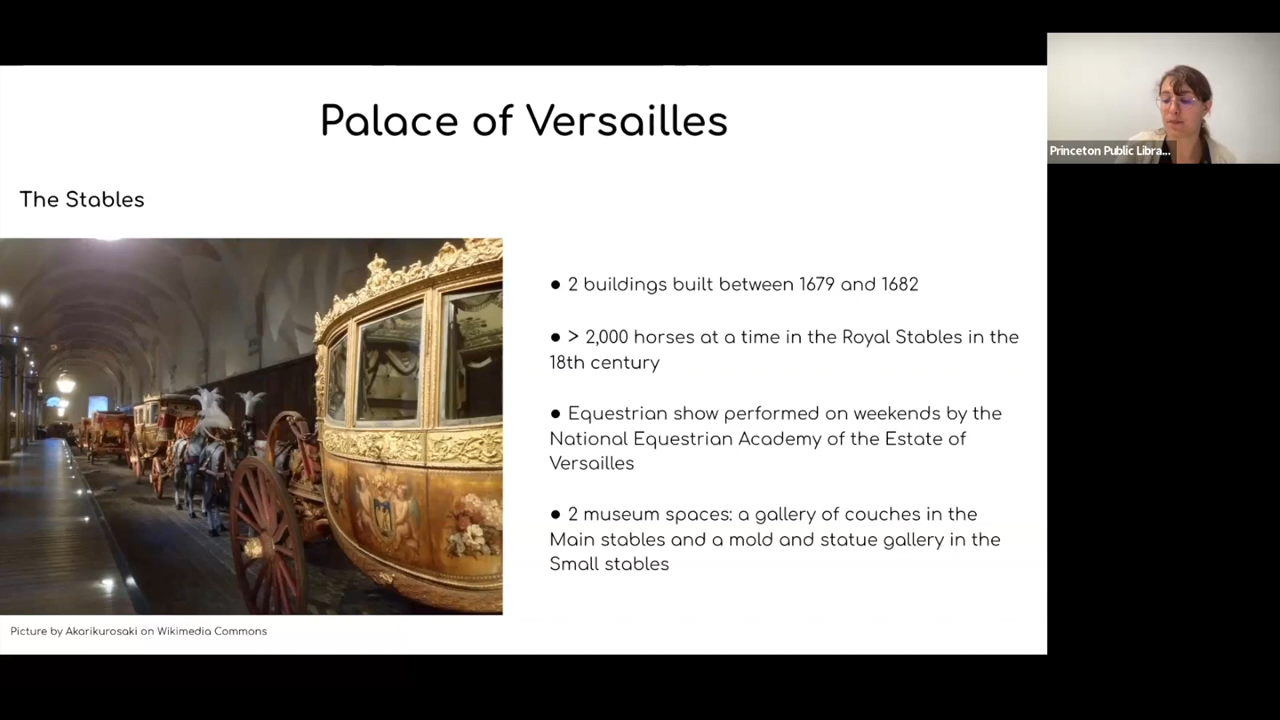 Palace of Versailles
Princeton Public Libra...
The Stables
● 2 buildings built between 1679 and 1682
● > 2,000 horses at a time in the Royal Stables in the
18th century
● Equestrian show performed on weekends by the
National Equestrian Academy of the Estate of
Versailles
● 2 museum spaces: a gallery of couches in the
Main stables and a mold and statue gallery in the
Small stables
Picture by Akarikurosaki on Wikimedia Commons